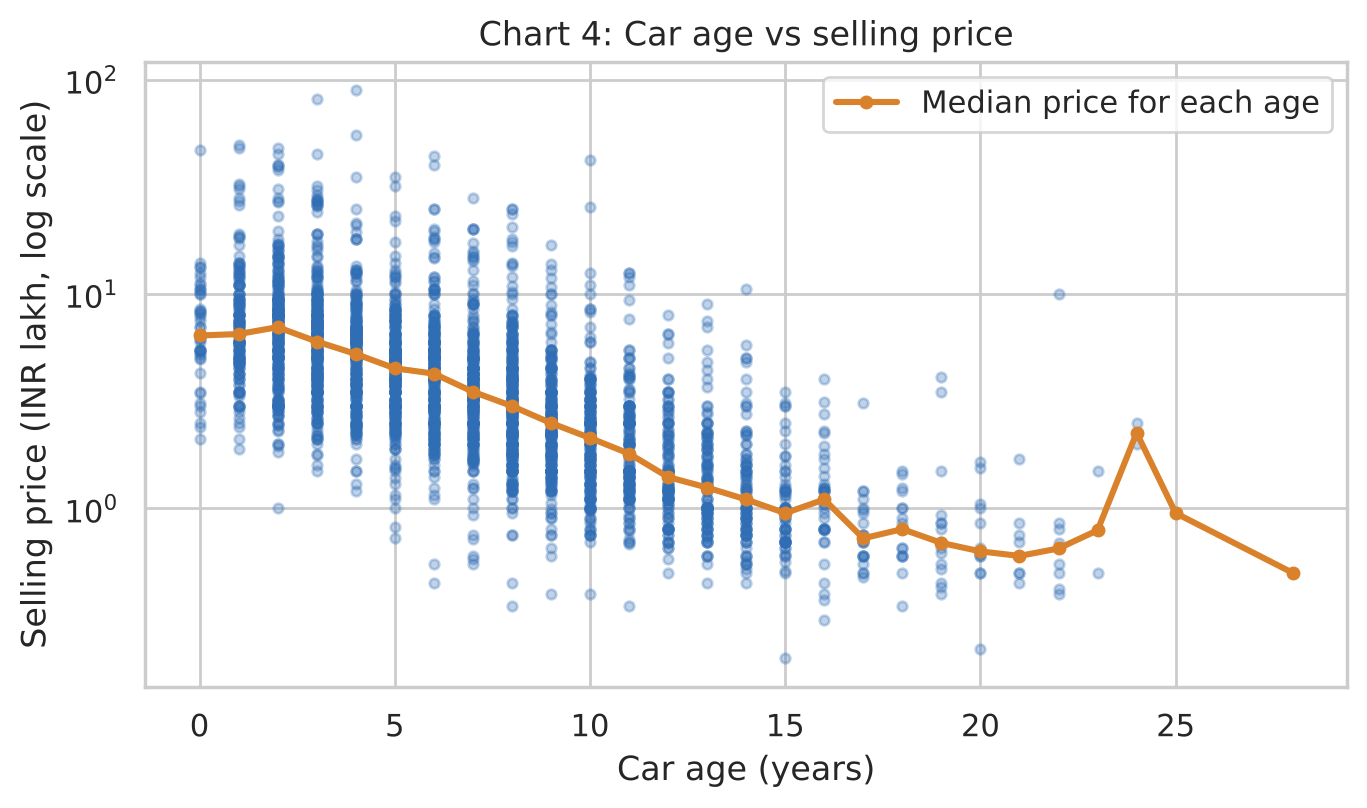 Chart 4: Car age vs selling price
Median price for each age
Selling price (INR lakh, log scale)
10²
10¹
10⁰
0 5 10 15 20 25
Car age (years)